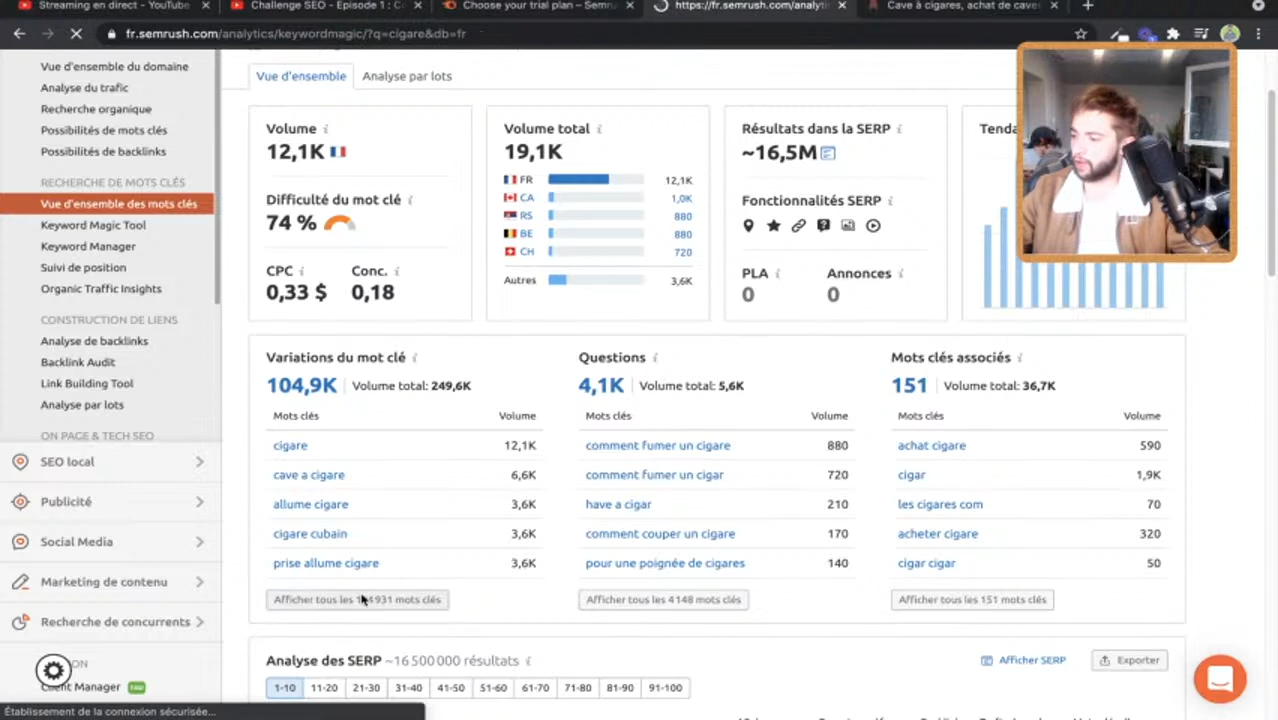 Streaming en direct - YouTube
Challenge SEO - Episode 1 : C
Choose your trial plan – Semru
https://fr.semrush.com/analyti
Cave à cigares, achat de cave
fr.semrush.com/analytics/keywordmagic/?q=cigare&db=fr
Vue d'ensemble du domaine
Analyse du trafic
Recherche organique
Possibilités de mots clés
Possibilités de backlinks
RECHERCHE DE MOTS CLÉS
Vue d'ensemble des mots clés
Keyword Magic Tool
Keyword Manager
Suivi de position
Organic Traffic Insights
CONSTRUCTION DE LIENS
Analyse de backlinks
Backlink Audit
Link Building Tool
Analyse par lots
ON PAGE & TECH SEO
SEO local
Publicité
Social Media
Marketing de contenu
Recherche de concurrents
Client Manager
Établissement de la connexion sécurisée...
Vue d'ensemble
Analyse par lots
Volume
12,1K
Difficulté du mot clé
74 %
CPC
Conc.
0,33 $
0,18
Volume total
19,1K
FR 12,1K
CA 1,0K
RS 880
BE 880
CH 720
Autres 3,6K
Résultats dans la SERP
~16,5M
Fonctionnalités SERP
PLA
Annonces
0
0
Tenda
Variations du mot clé
104,9K Volume total: 249,6K
Mots clés Volume
cigare 12,1K
cave a cigare 6,6K
allume cigare 3,6K
cigare cubain 3,6K
prise allume cigare 3,6K
Afficher tous les 1 4 931 mots clés
Questions
4,1K Volume total: 5,6K
Mots clés Volume
comment fumer un cigare 880
comment fumer un cigar 720
have a cigar 210
comment couper un cigare 170
pour une poignée de cigares 140
Afficher tous les 4 148 mots clés
Mots clés associés
151 Volume total: 36,7K
Mots clés Volume
achat cigare 590
cigar 1,9K
les cigares com 70
acheter cigare 320
cigar cigar 50
Afficher tous les 151 mots clés
Analyse des SERP ~16 500 000 résultats
Afficher SERP
Exporter
1-10 11-20 21-30 31-40 41-50 51-60 61-70 71-80 81-90 91-100